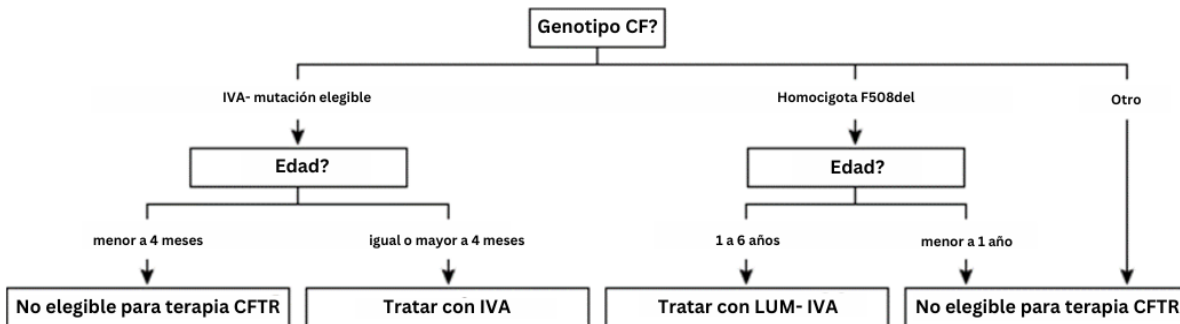 Genotipo CF?
IVA- mutación elegible
Homocigota F508del
Otro
Edad?
Edad?
menor a 4 meses
igual o mayor a 4 meses
1 a 6 años
menor a 1 año
No elegible para terapia CFTR
Tratar con IVA
Tratar con LUM- IVA
No elegible para terapia CFTR